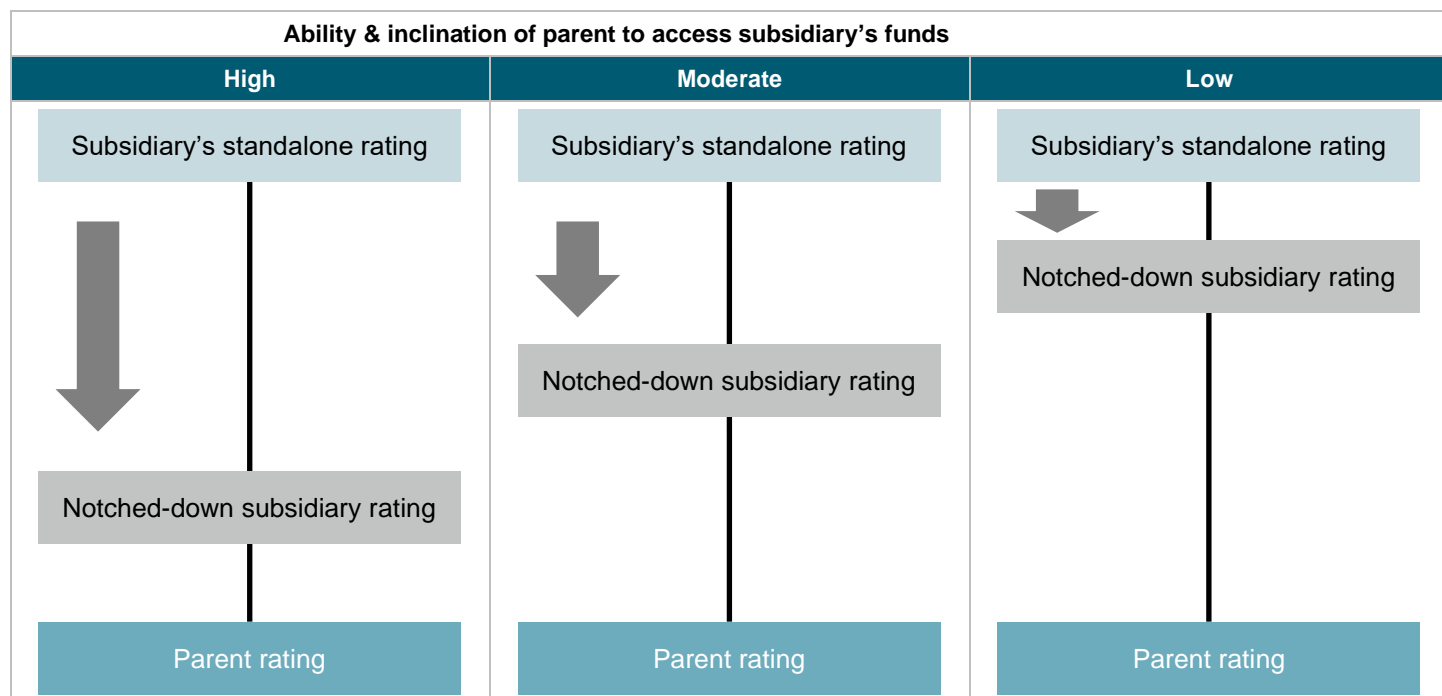 Ability & inclination of parent to access subsidiary’s funds
High
Moderate
Low
Subsidiary’s standalone rating
Subsidiary’s standalone rating
Subsidiary’s standalone rating
Notched-down subsidiary rating
Notched-down subsidiary rating
Notched-down subsidiary rating
Parent rating
Parent rating
Parent rating